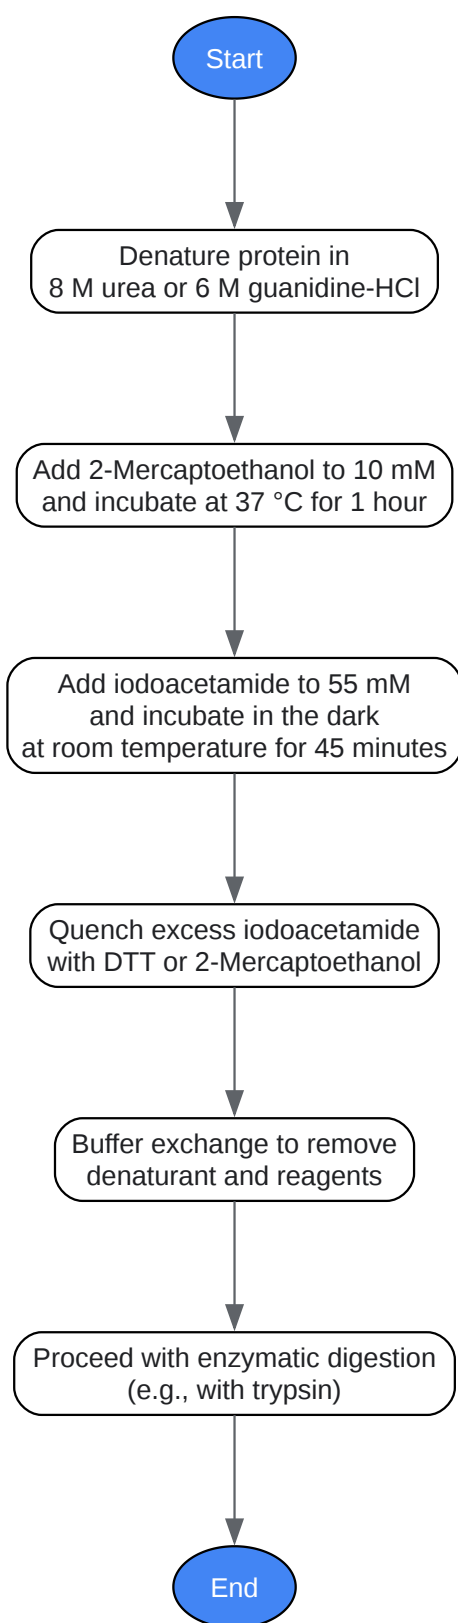 Start
Denature protein in
8 M urea or 6 M guanidine-HCl
Add 2-Mercaptoethanol to 10 mM
and incubate at 37 °C for 1 hour
Add iodoacetamide to 55 mM
and incubate in the dark
at room temperature for 45 minutes
Quench excess iodoacetamide
with DTT or 2-Mercaptoethanol
Buffer exchange to remove
denaturant and reagents
Proceed with enzymatic digestion
(e.g., with trypsin)
End